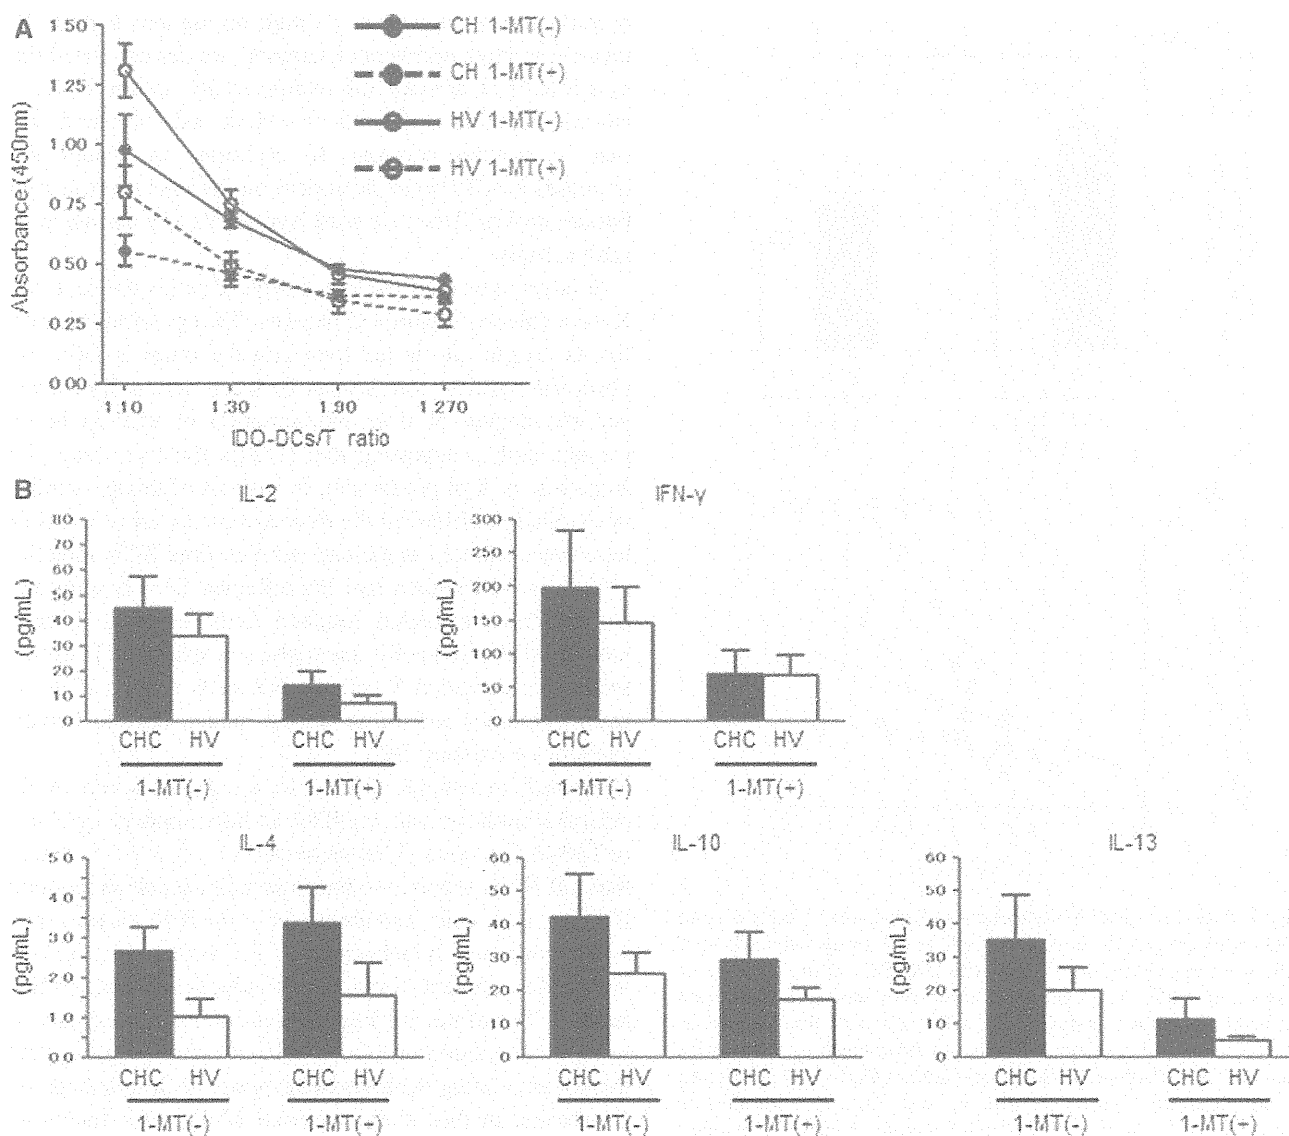 A
1.50
1.25
1.00
0.75
0.50
0.25
0.00
Absorbance (450nm)
CH 1-MT(-)
CH 1-MT(+)
HV 1-MT(-)
HV 1-MT(+)
1.10 1.30 1.90 1.270
IDO-DCs/T ratio
B
IL-2
80
70
60
50
40
30
20
10
0
(pg/mL)
CHC HV CHC HV
1-MT(-) 1-MT(+)
IFN-γ
300
250
200
150
100
50
0
(pg/mL)
CHC HV CHC HV
1-MT(-) 1-MT(+)
IL-4
5.0
4.0
3.0
2.0
1.0
0.0
(pg/mL)
CHC HV CHC HV
1-MT(-) 1-MT(+)
IL-10
60
50
40
30
20
10
0
(pg/mL)
CHC HV CHC HV
1-MT(-) 1-MT(+)
IL-13
60
50
40
30
20
10
0
(pg/mL)
CHC HV CHC HV
1-MT(-) 1-MT(+)